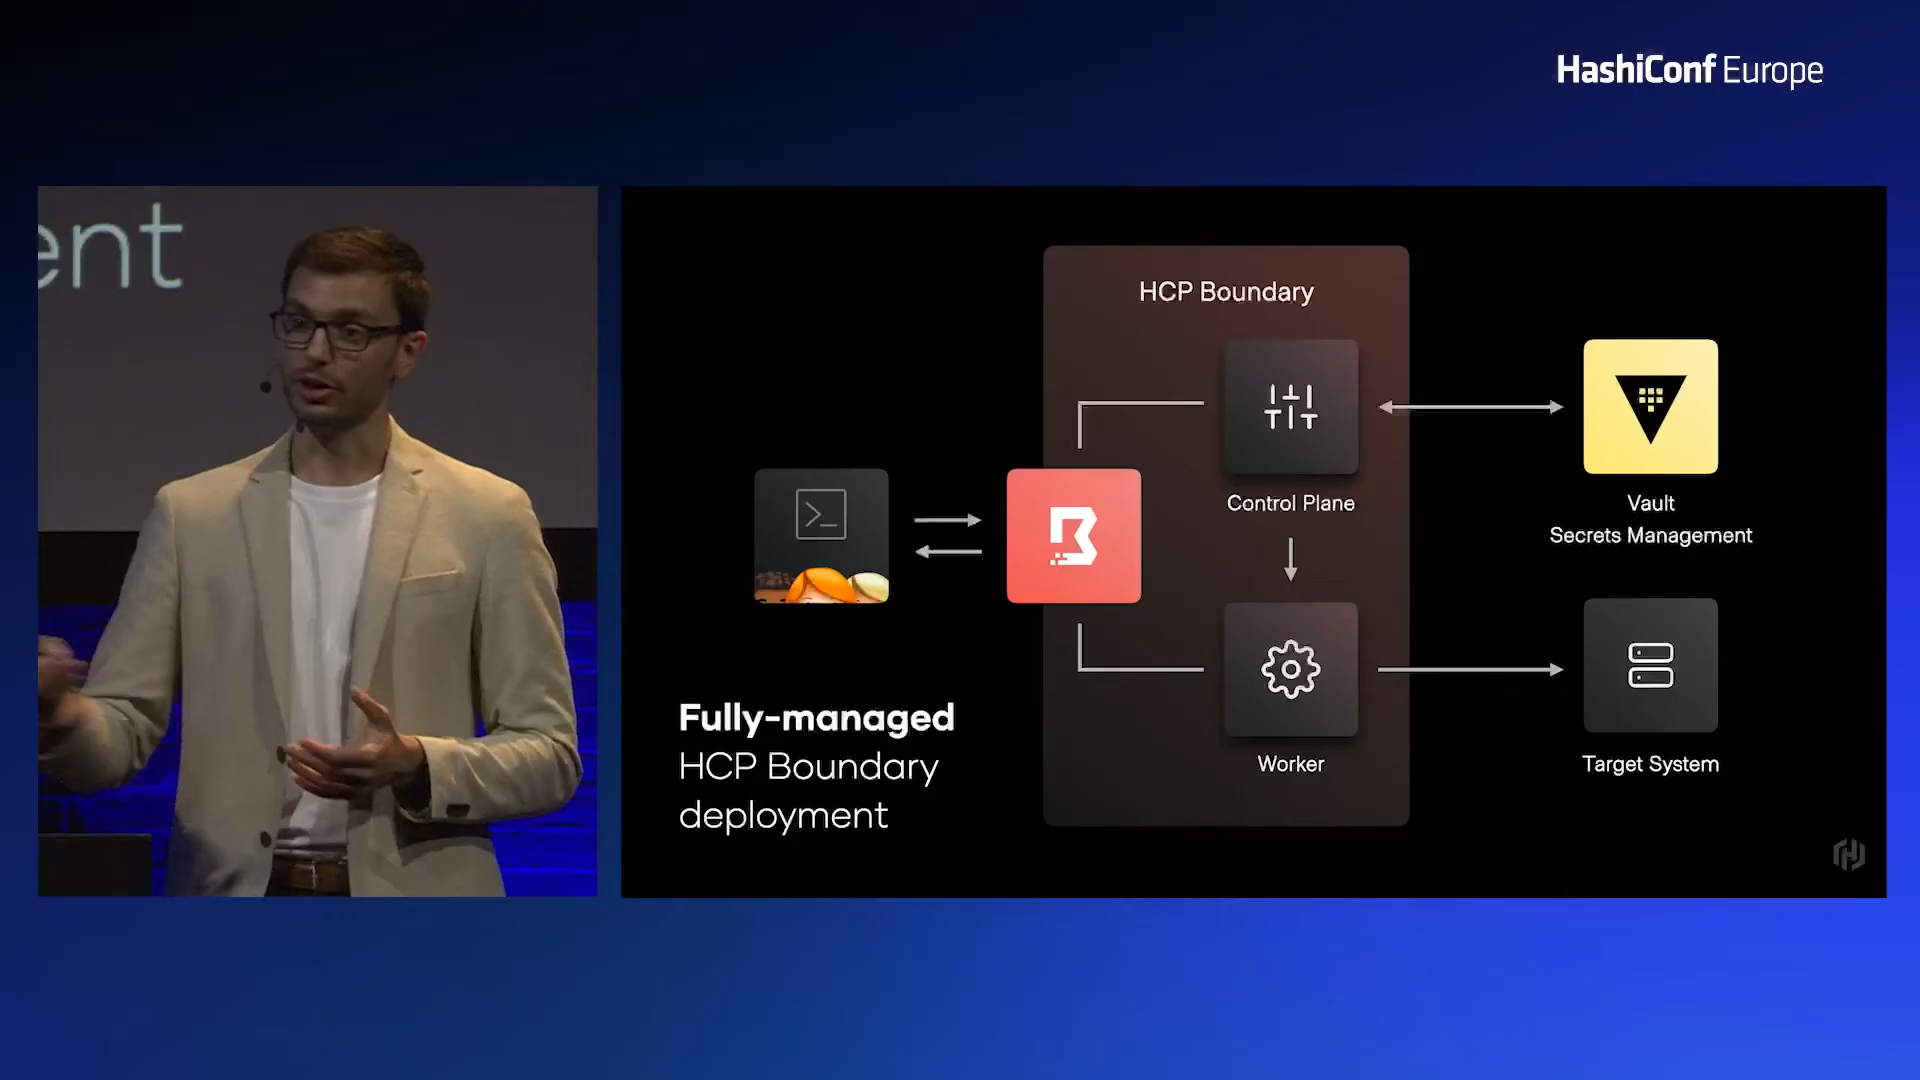 HashiConf Europe
ent
HCP Boundary
Control Plane
Vault
Secrets Management
Fully-managed
HCP Boundary
deployment
Worker
Target System